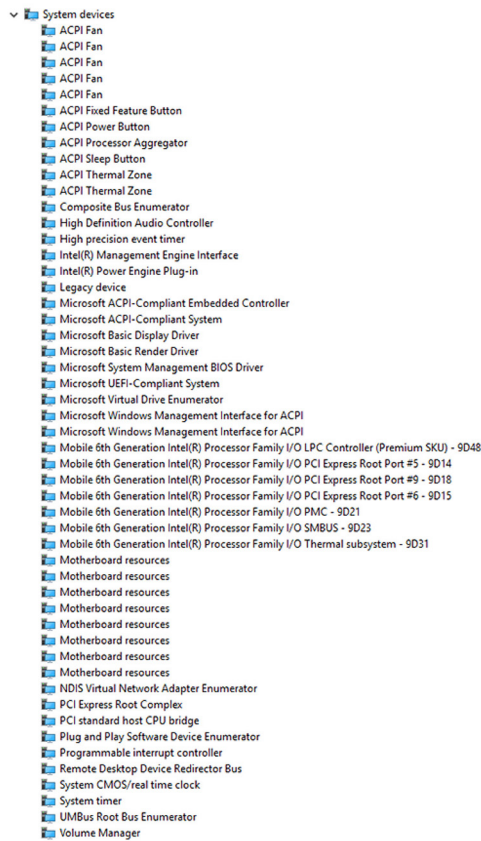 System devices
ACPI Fan
ACPI Fan
ACPI Fan
ACPI Fan
ACPI Fan
ACPI Fixed Feature Button
ACPI Power Button
ACPI Processor Aggregator
ACPI Sleep Button
ACPI Thermal Zone
ACPI Thermal Zone
Composite Bus Enumerator
High Definition Audio Controller
High precision event timer
Intel(R) Management Engine Interface
Intel(R) Power Engine Plug-in
Legacy device
Microsoft ACPI-Compliant Embedded Controller
Microsoft ACPI-Compliant System
Microsoft Basic Display Driver
Microsoft Basic Render Driver
Microsoft System Management BIOS Driver
Microsoft UEFI-Compliant System
Microsoft Virtual Drive Enumerator
Microsoft Windows Management Interface for ACPI
Microsoft Windows Management Interface for ACPI
Mobile 6th Generation Intel(R) Processor Family I/O LPC Controller (Premium SKU) - 9D48
Mobile 6th Generation Intel(R) Processor Family I/O PCI Express Root Port #5 - 9D14
Mobile 6th Generation Intel(R) Processor Family I/O PCI Express Root Port #9 - 9D18
Mobile 6th Generation Intel(R) Processor Family I/O PCI Express Root Port #6 - 9D15
Mobile 6th Generation Intel(R) Processor Family I/O PMC - 9D21
Mobile 6th Generation Intel(R) Processor Family I/O SMBUS - 9D23
Mobile 6th Generation Intel(R) Processor Family I/O Thermal subsystem - 9D31
Motherboard resources
Motherboard resources
Motherboard resources
Motherboard resources
Motherboard resources
Motherboard resources
Motherboard resources
Motherboard resources
NDIS Virtual Network Adapter Enumerator
PCI Express Root Complex
PCI standard host CPU bridge
Plug and Play Software Device Enumerator
Programmable interrupt controller
Remote Desktop Device Redirector Bus
System CMOS/real time clock
System timer
UMBus Root Bus Enumerator
Volume Manager